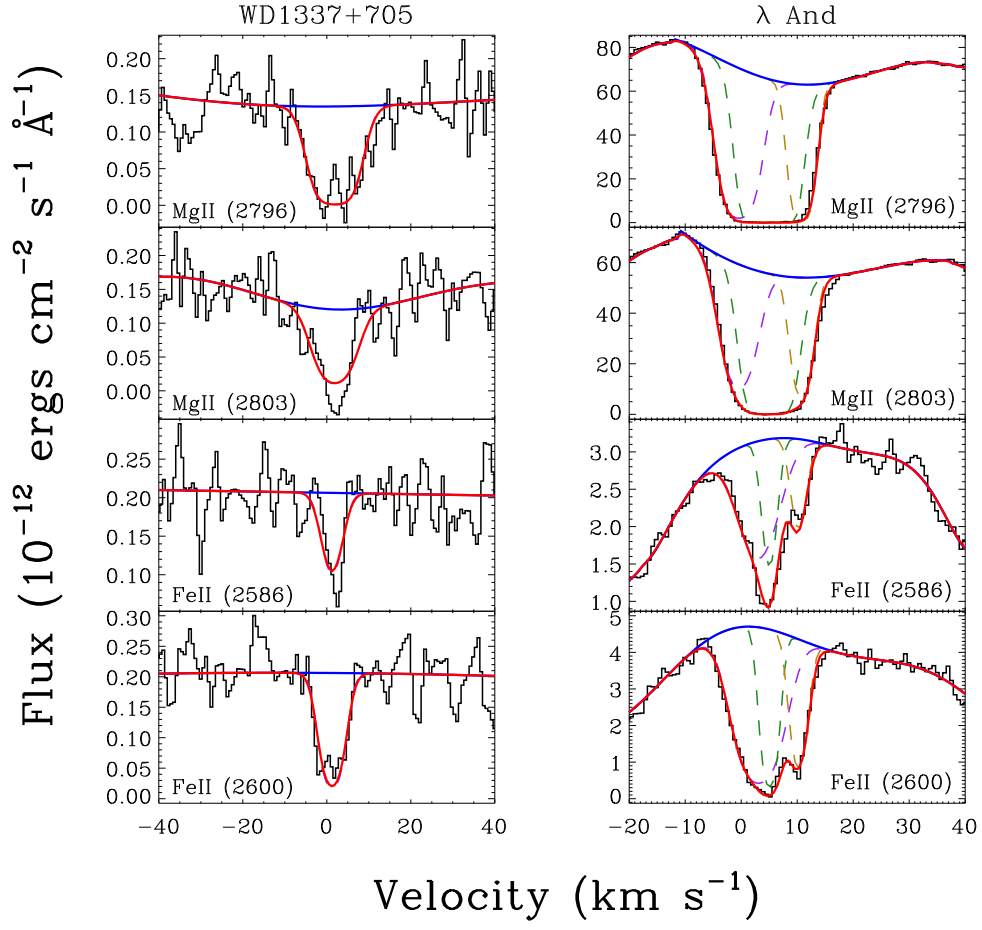 WD1337+705
λ And
Flux (10⁻¹² ergs cm⁻² s⁻¹ Å⁻¹)
0.20
0.15
0.10
0.05
0.00
MgII (2796)
80
60
40
20
0
MgII (2796)
0.20
0.15
0.10
0.05
0.00
MgII (2803)
60
40
20
0
MgII (2803)
0.25
0.20
0.15
0.10
FeII (2586)
3.0
2.5
2.0
1.5
1.0
FeII (2586)
0.30
0.25
0.20
0.15
0.10
0.05
0.00
FeII (2600)
5
4
3
2
1
0
FeII (2600)
−40 −20 0 20 40
−20 −10 0 10 20 30 40
Velocity (km s⁻¹)